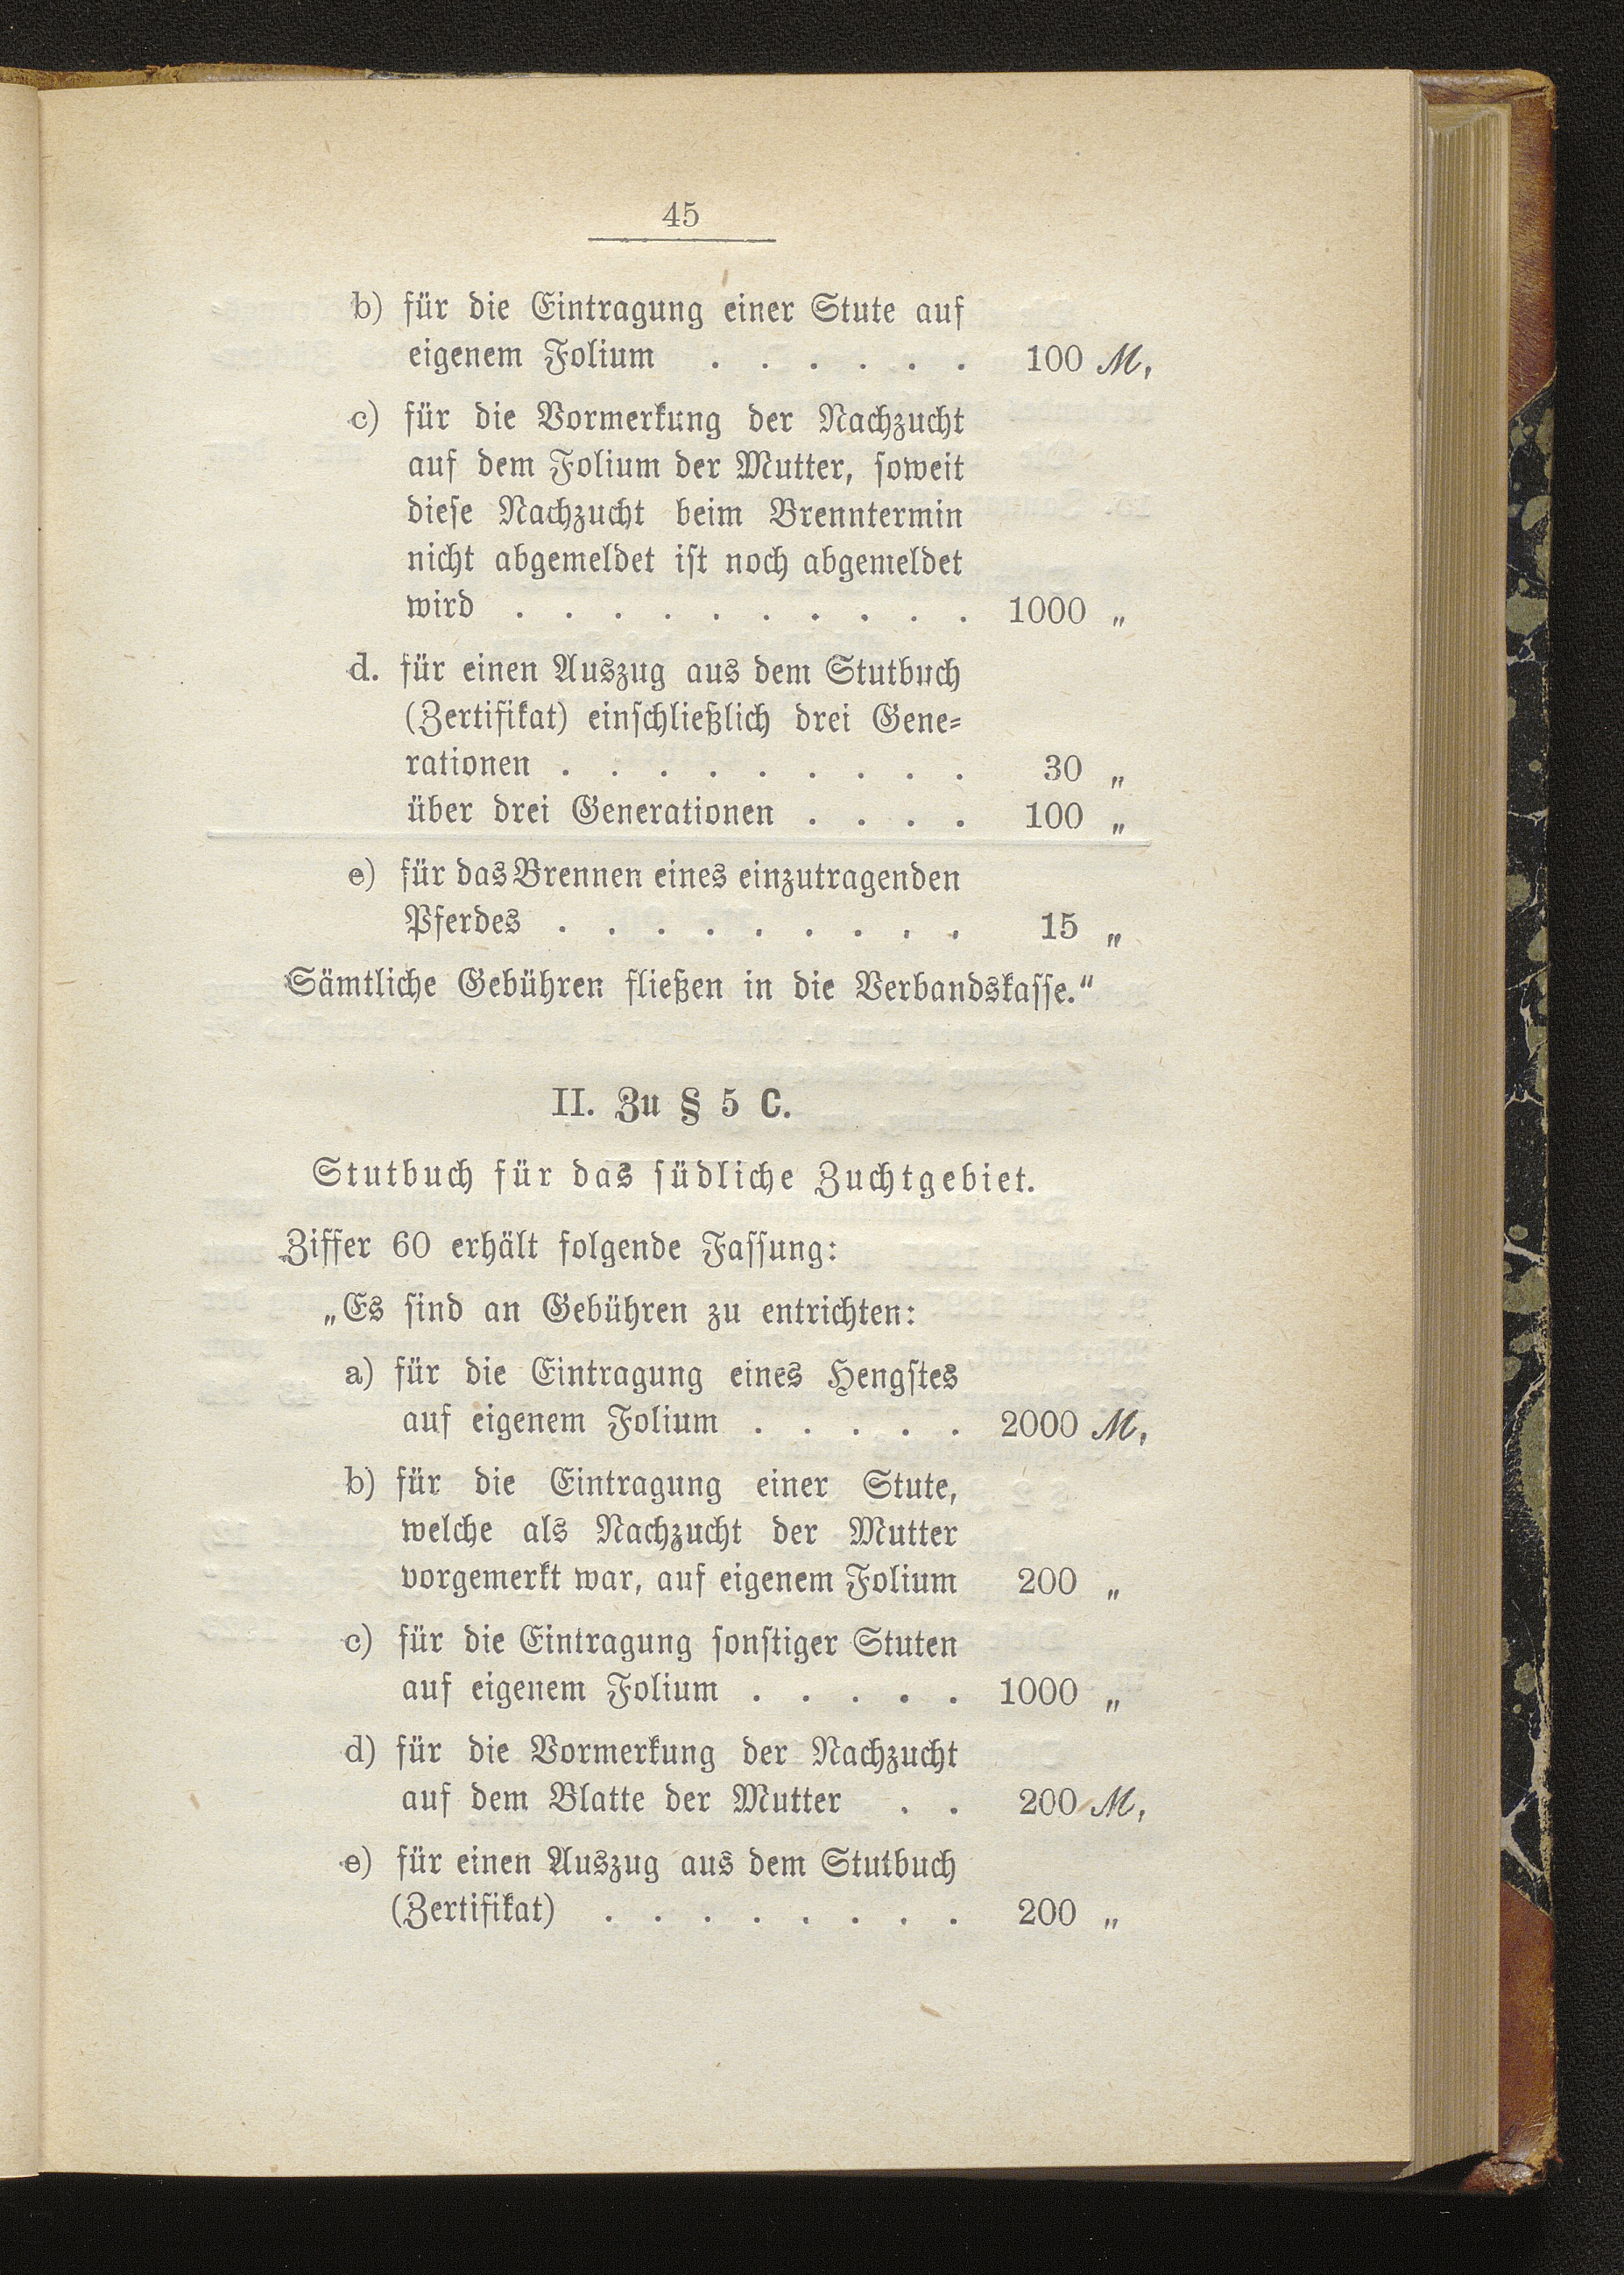 45
b) für die Eintragung einer Stute auf
eigenem Folium . . . . . . 100 ℳ,
c) für die Vormerkung der Nachzucht
auf dem Folium der Mutter, soweit
diese Nachzucht beim Brenntermin
nicht abgemeldet ist noch abgemeldet
wird . . . . . . . . . . 1000 „
d. für einen Auszug aus dem Stutbuch
(Zertifikat) einschließlich drei Gene-
rationen . . . . . . . . . 30 „
über drei Generationen . . . . 100 „
e) für das Brennen eines einzutragenden
Pferdes . . . . . . . . . 15 „
Sämtliche Gebühren fließen in die Verbandskasse.“
II. Zu § 5 C.
Stutbuch für das südliche Zuchtgebiet.
Ziffer 60 erhält folgende Fassung:
„Es sind an Gebühren zu entrichten:
a) für die Eintragung eines Hengstes
auf eigenem Folium . . . . . 2000 ℳ,
b) für die Eintragung einer Stute,
welche als Nachzucht der Mutter
vorgemerkt war, auf eigenem Folium 200 „
c) für die Eintragung sonstiger Stuten
auf eigenem Folium . . . . . 1000 „
d) für die Vormerkung der Nachzucht
auf dem Blatte der Mutter . . 200 ℳ,
e) für einen Auszug aus dem Stutbuch
(Zertifikat) . . . . . . . . 200 „